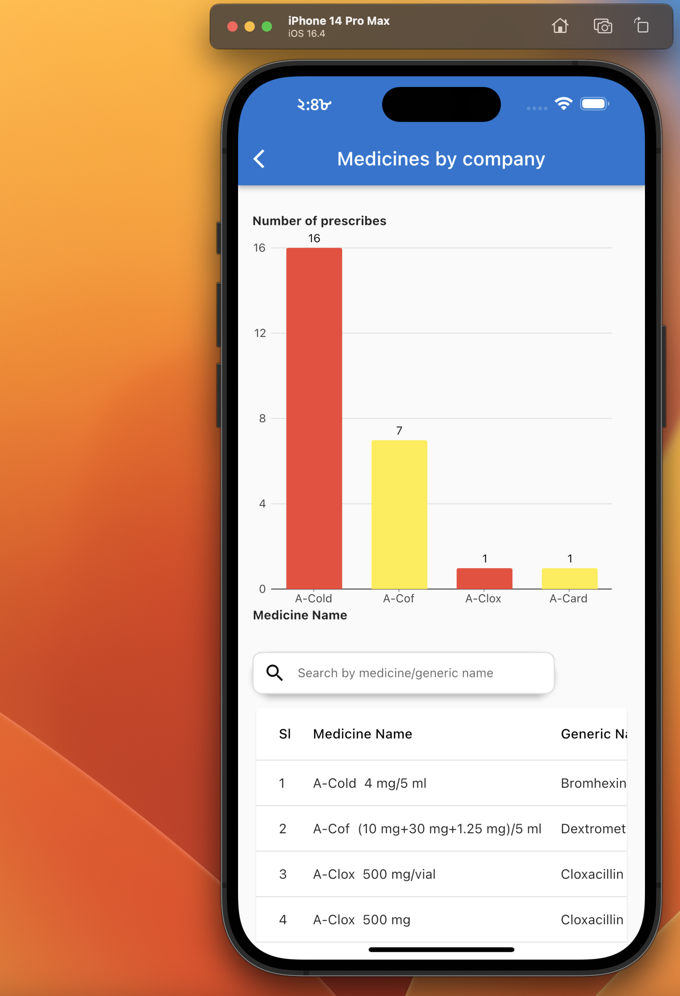 iPhone 14 Pro Max
iOS 16.4
২:৪৮
Medicines by company
Number of prescribes
16
16
12
8
7
4
1
1
0
A-Cold A-Cof A-Clox A-Card
Medicine Name
Search by medicine/generic name
Sl Medicine Name Generic Na
1 A-Cold 4 mg/5 ml Bromhexin
2 A-Cof (10 mg+30 mg+1.25 mg)/5 ml Dextromet
3 A-Clox 500 mg/vial Cloxacillin
4 A-Clox 500 mg Cloxacillin